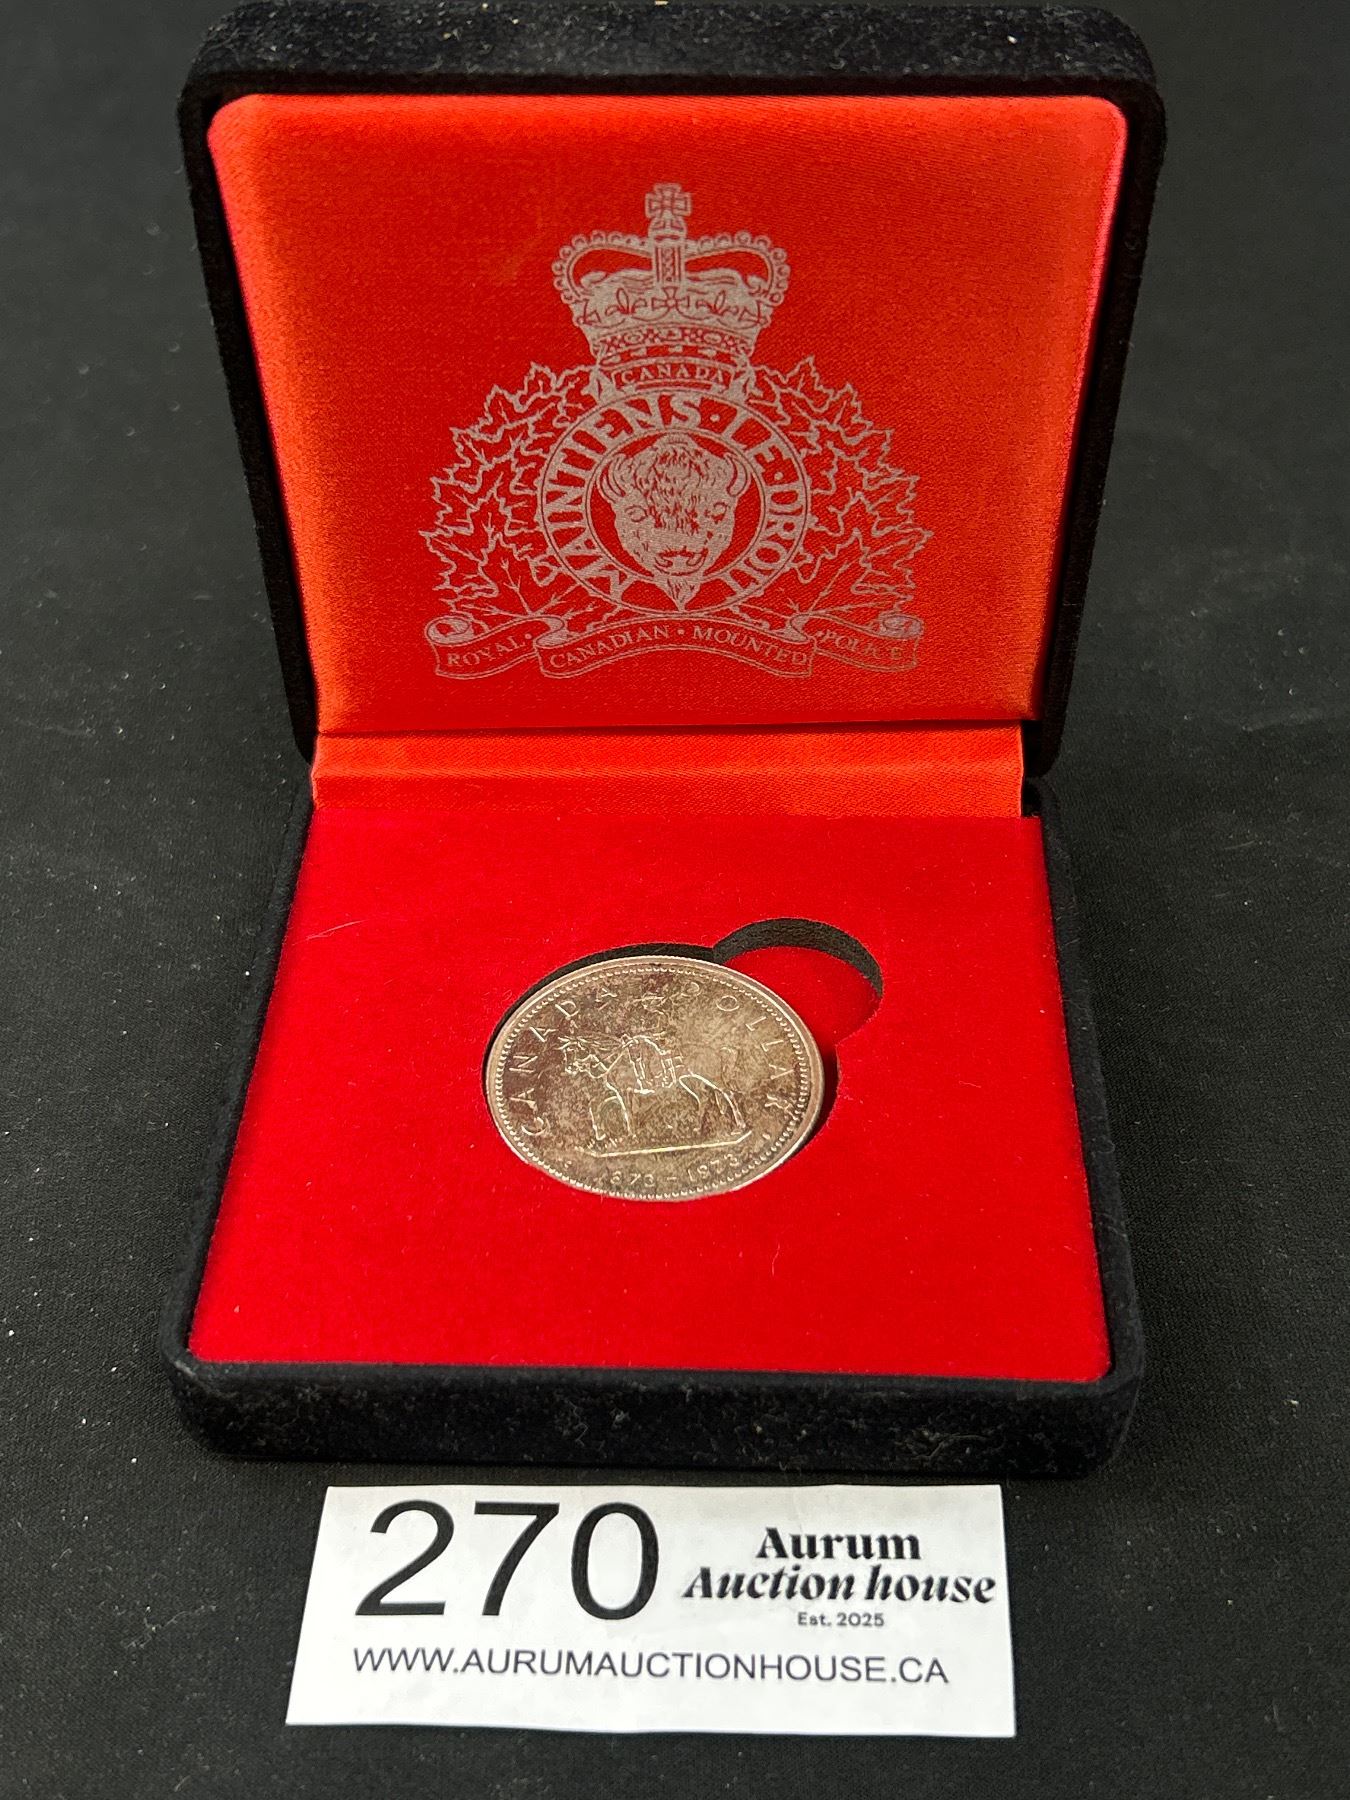 CANADA
MAINTIENS · LE · DROIT
ROYAL · CANADIAN · MOUNTED · POLICE
CANADA DOLLAR
1873 - 1973
270
Aurum
Auction house
Est. 2025
WWW.AURUMAUCTIONHOUSE.CA